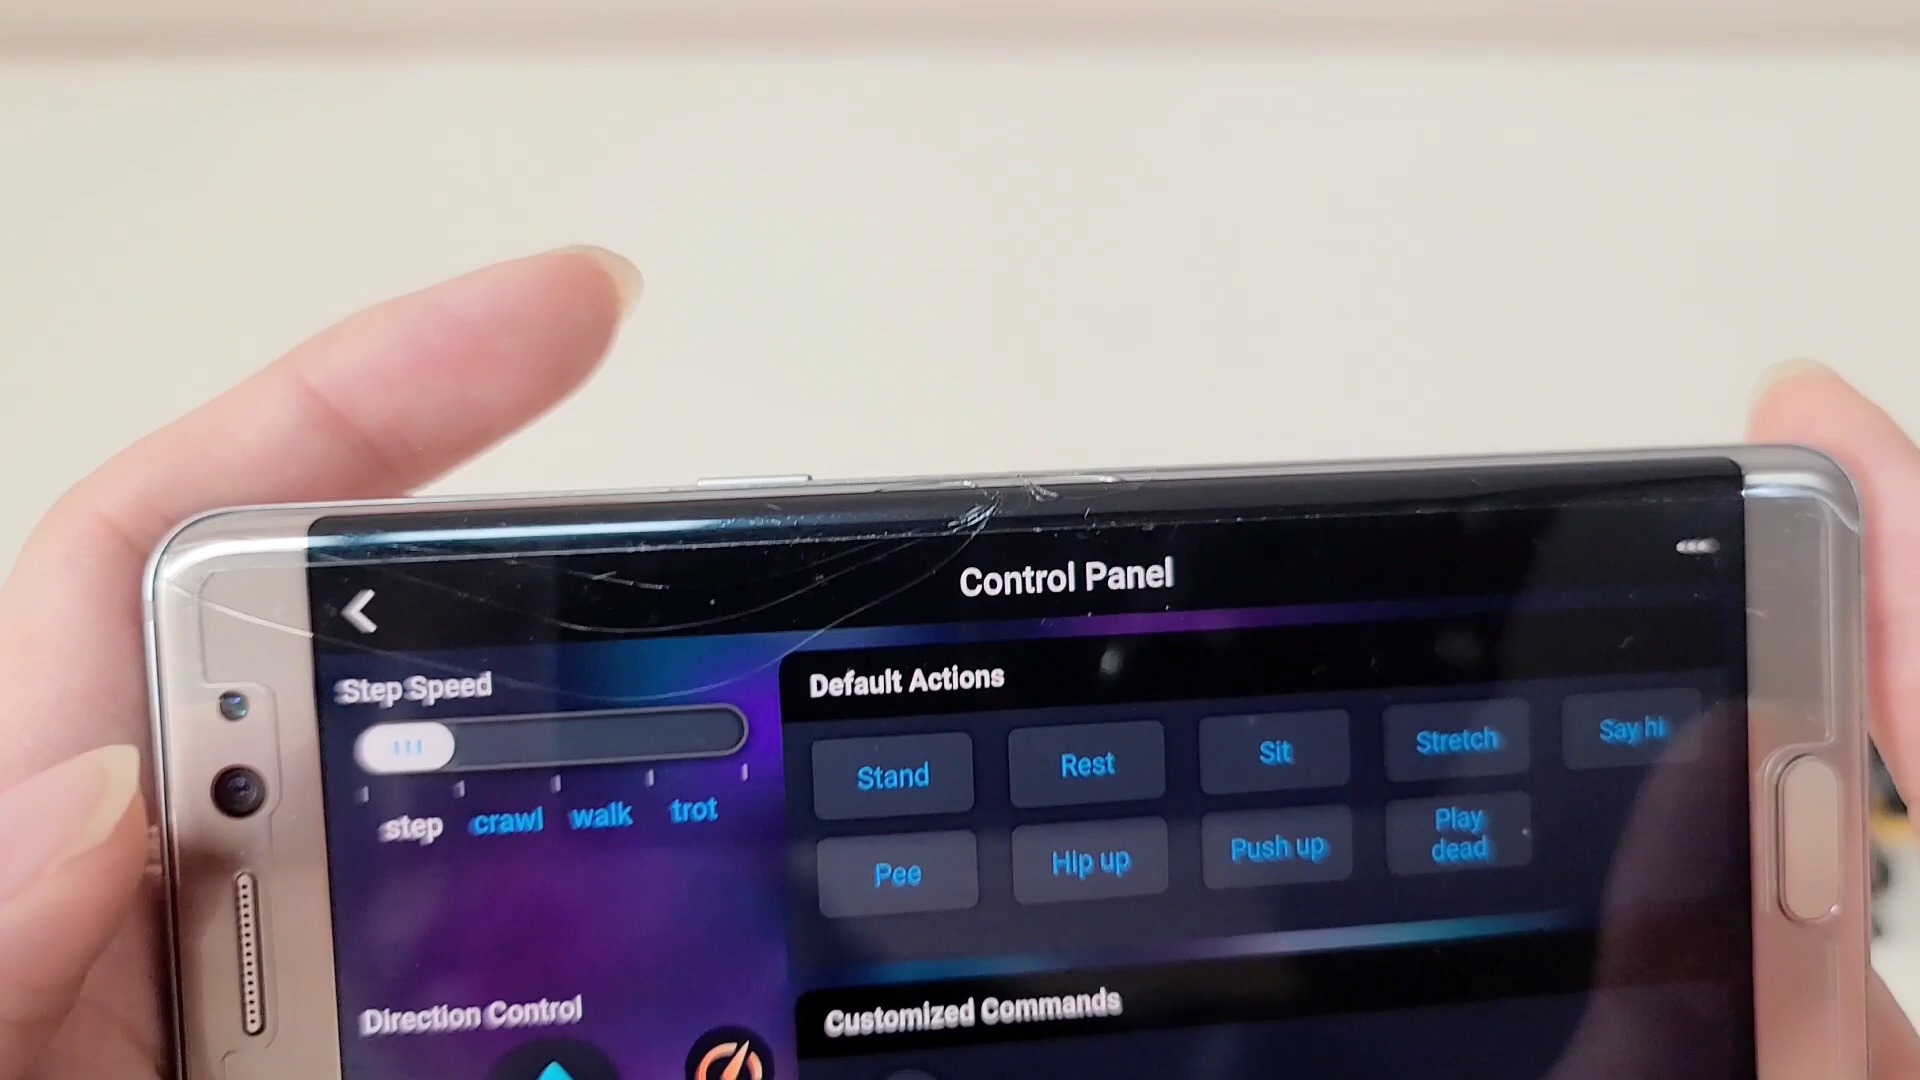 Control Panel
Step Speed
step crawl walk trot
Default Actions
Stand Rest Sit Stretch Say hi
Pee Hip up Push up Play dead
Direction Control
Customized Commands